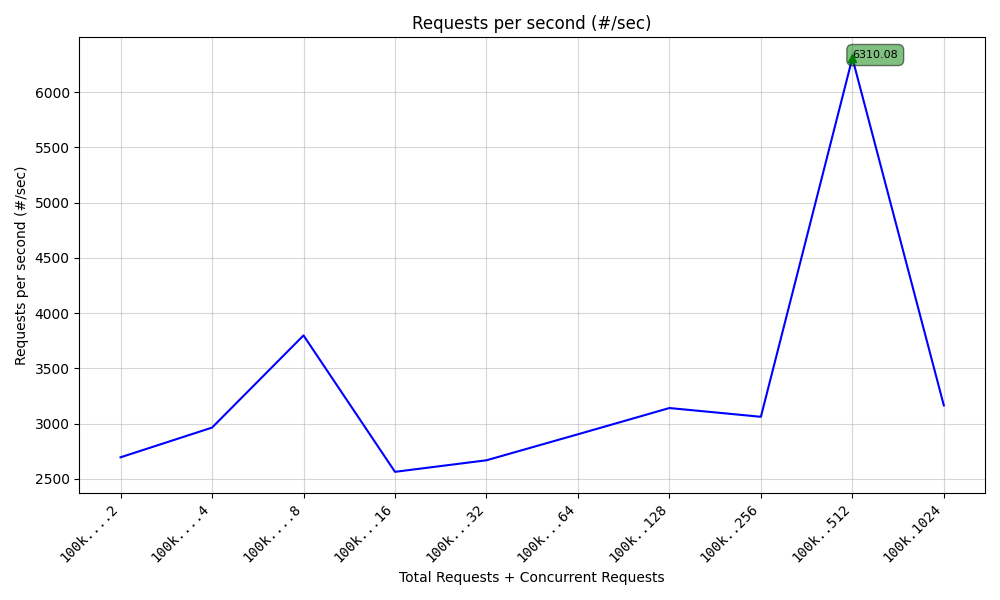 Requests per second (#/sec)
6310.08
Requests per second (#/sec)
6000
5500
5000
4500
4000
3500
3000
2500
100k....2
100k....4
100k....8
100k...16
100k...32
100k...64
100k..128
100k..256
100k..512
100k.1024
Total Requests + Concurrent Requests